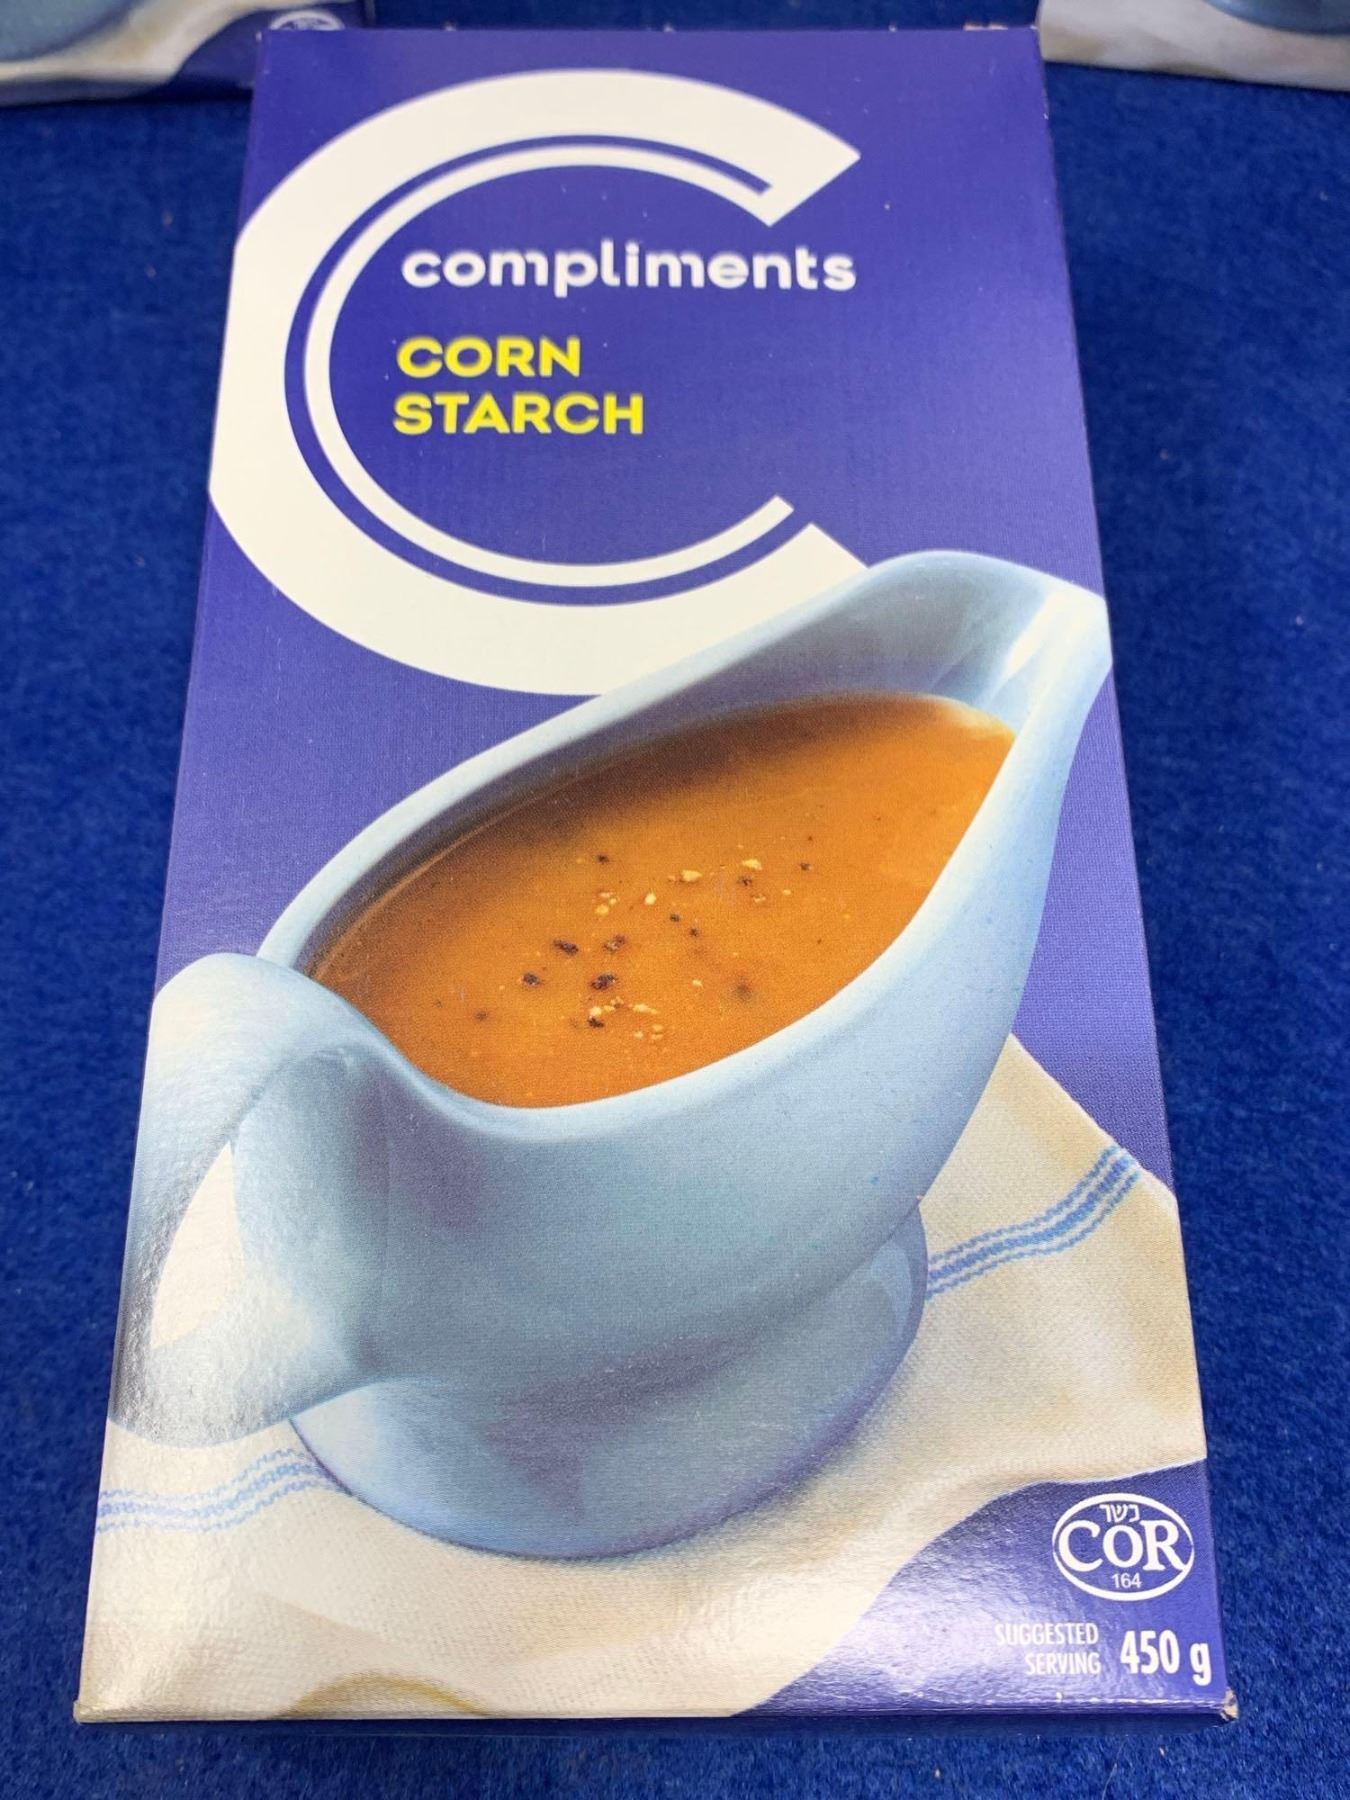 compliments
CORN
STARCH
כשר
COR
164
SUGGESTED
SERVING
450 g